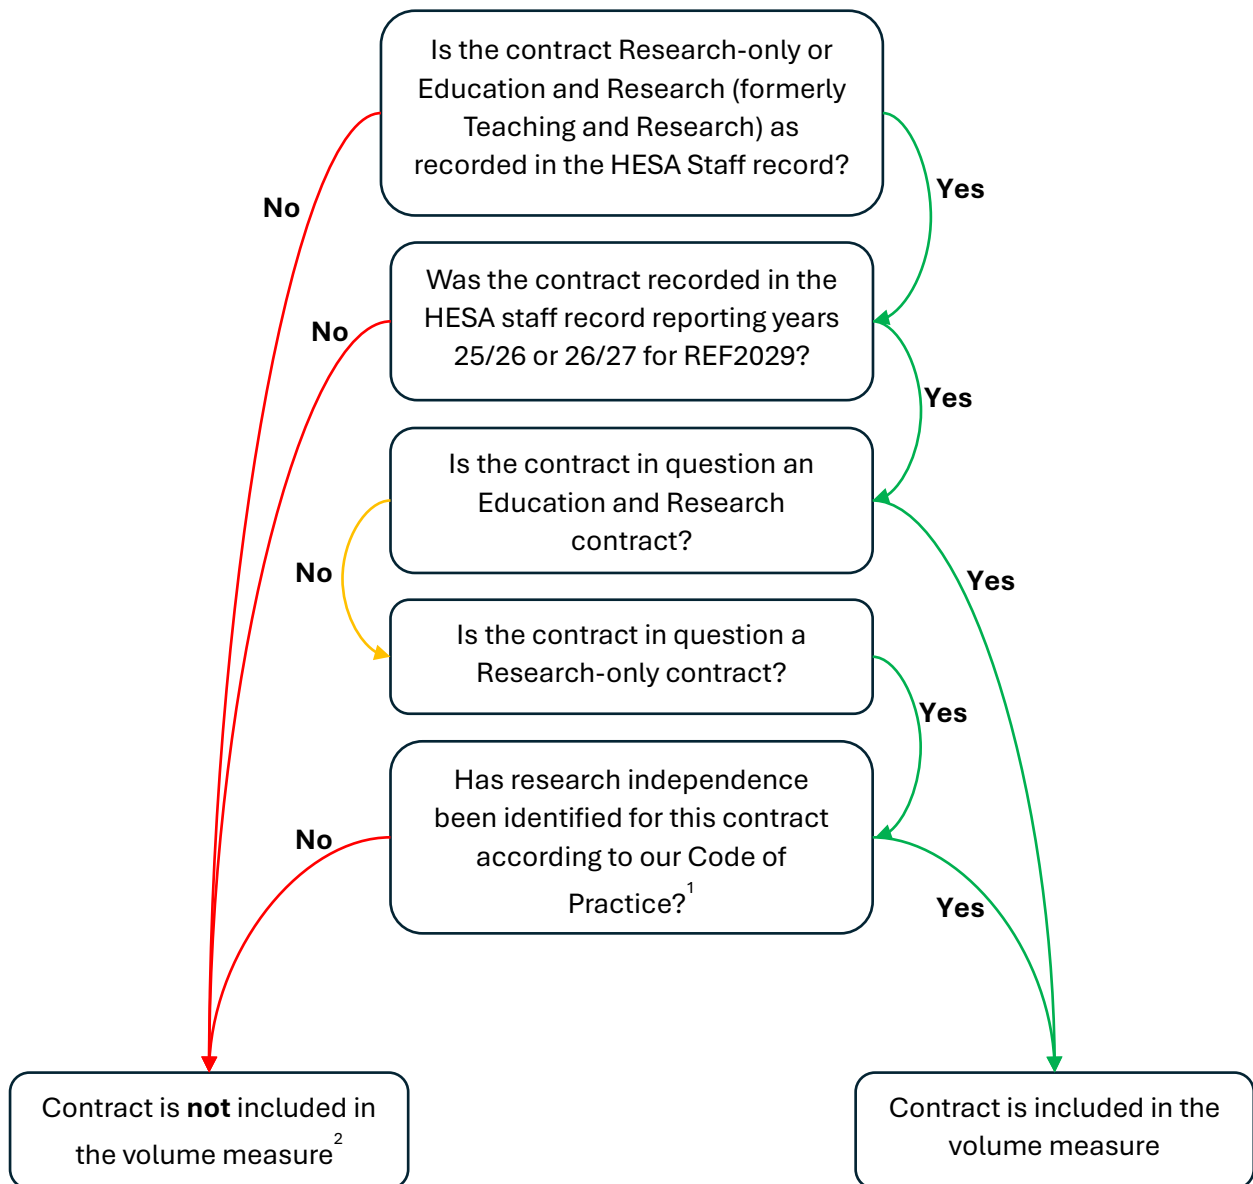 Is the contract Research-only or
Education and Research (formerly
Teaching and Research) as
recorded in the HESA Staff record?
No
Yes
Was the contract recorded in the
HESA staff record reporting years
25/26 or 26/27 for REF2029?
No
Yes
Is the contract in question an
Education and Research
contract?
No
Yes
Is the contract in question a
Research-only contract?
Yes
Has research independence
been identified for this contract
according to our Code of
Practice?1
No
Yes
Contract is not included in
the volume measure2
Contract is included in the
volume measure